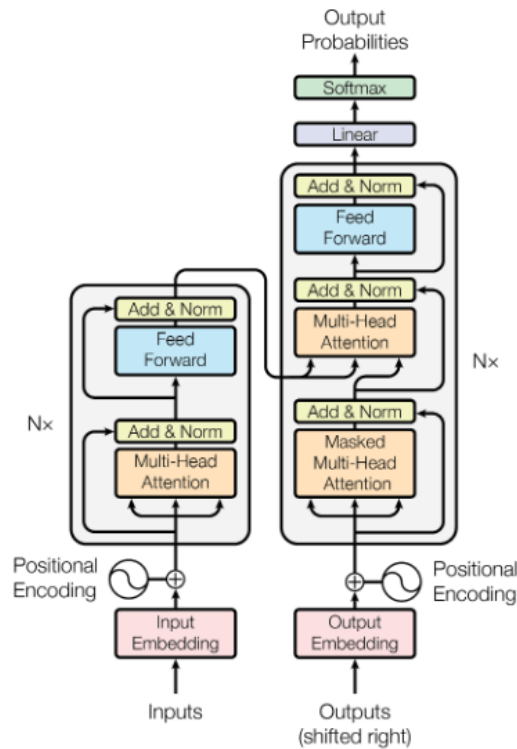 Output
Probabilities
Softmax
Linear
Add & Norm
Feed
Forward
Add & Norm
Multi-Head
Attention
Add & Norm
Masked
Multi-Head
Attention
N×
Add & Norm
Feed
Forward
Add & Norm
Multi-Head
Attention
N×
Positional
Encoding
Positional
Encoding
Input
Embedding
Output
Embedding
Inputs
Outputs
(shifted right)